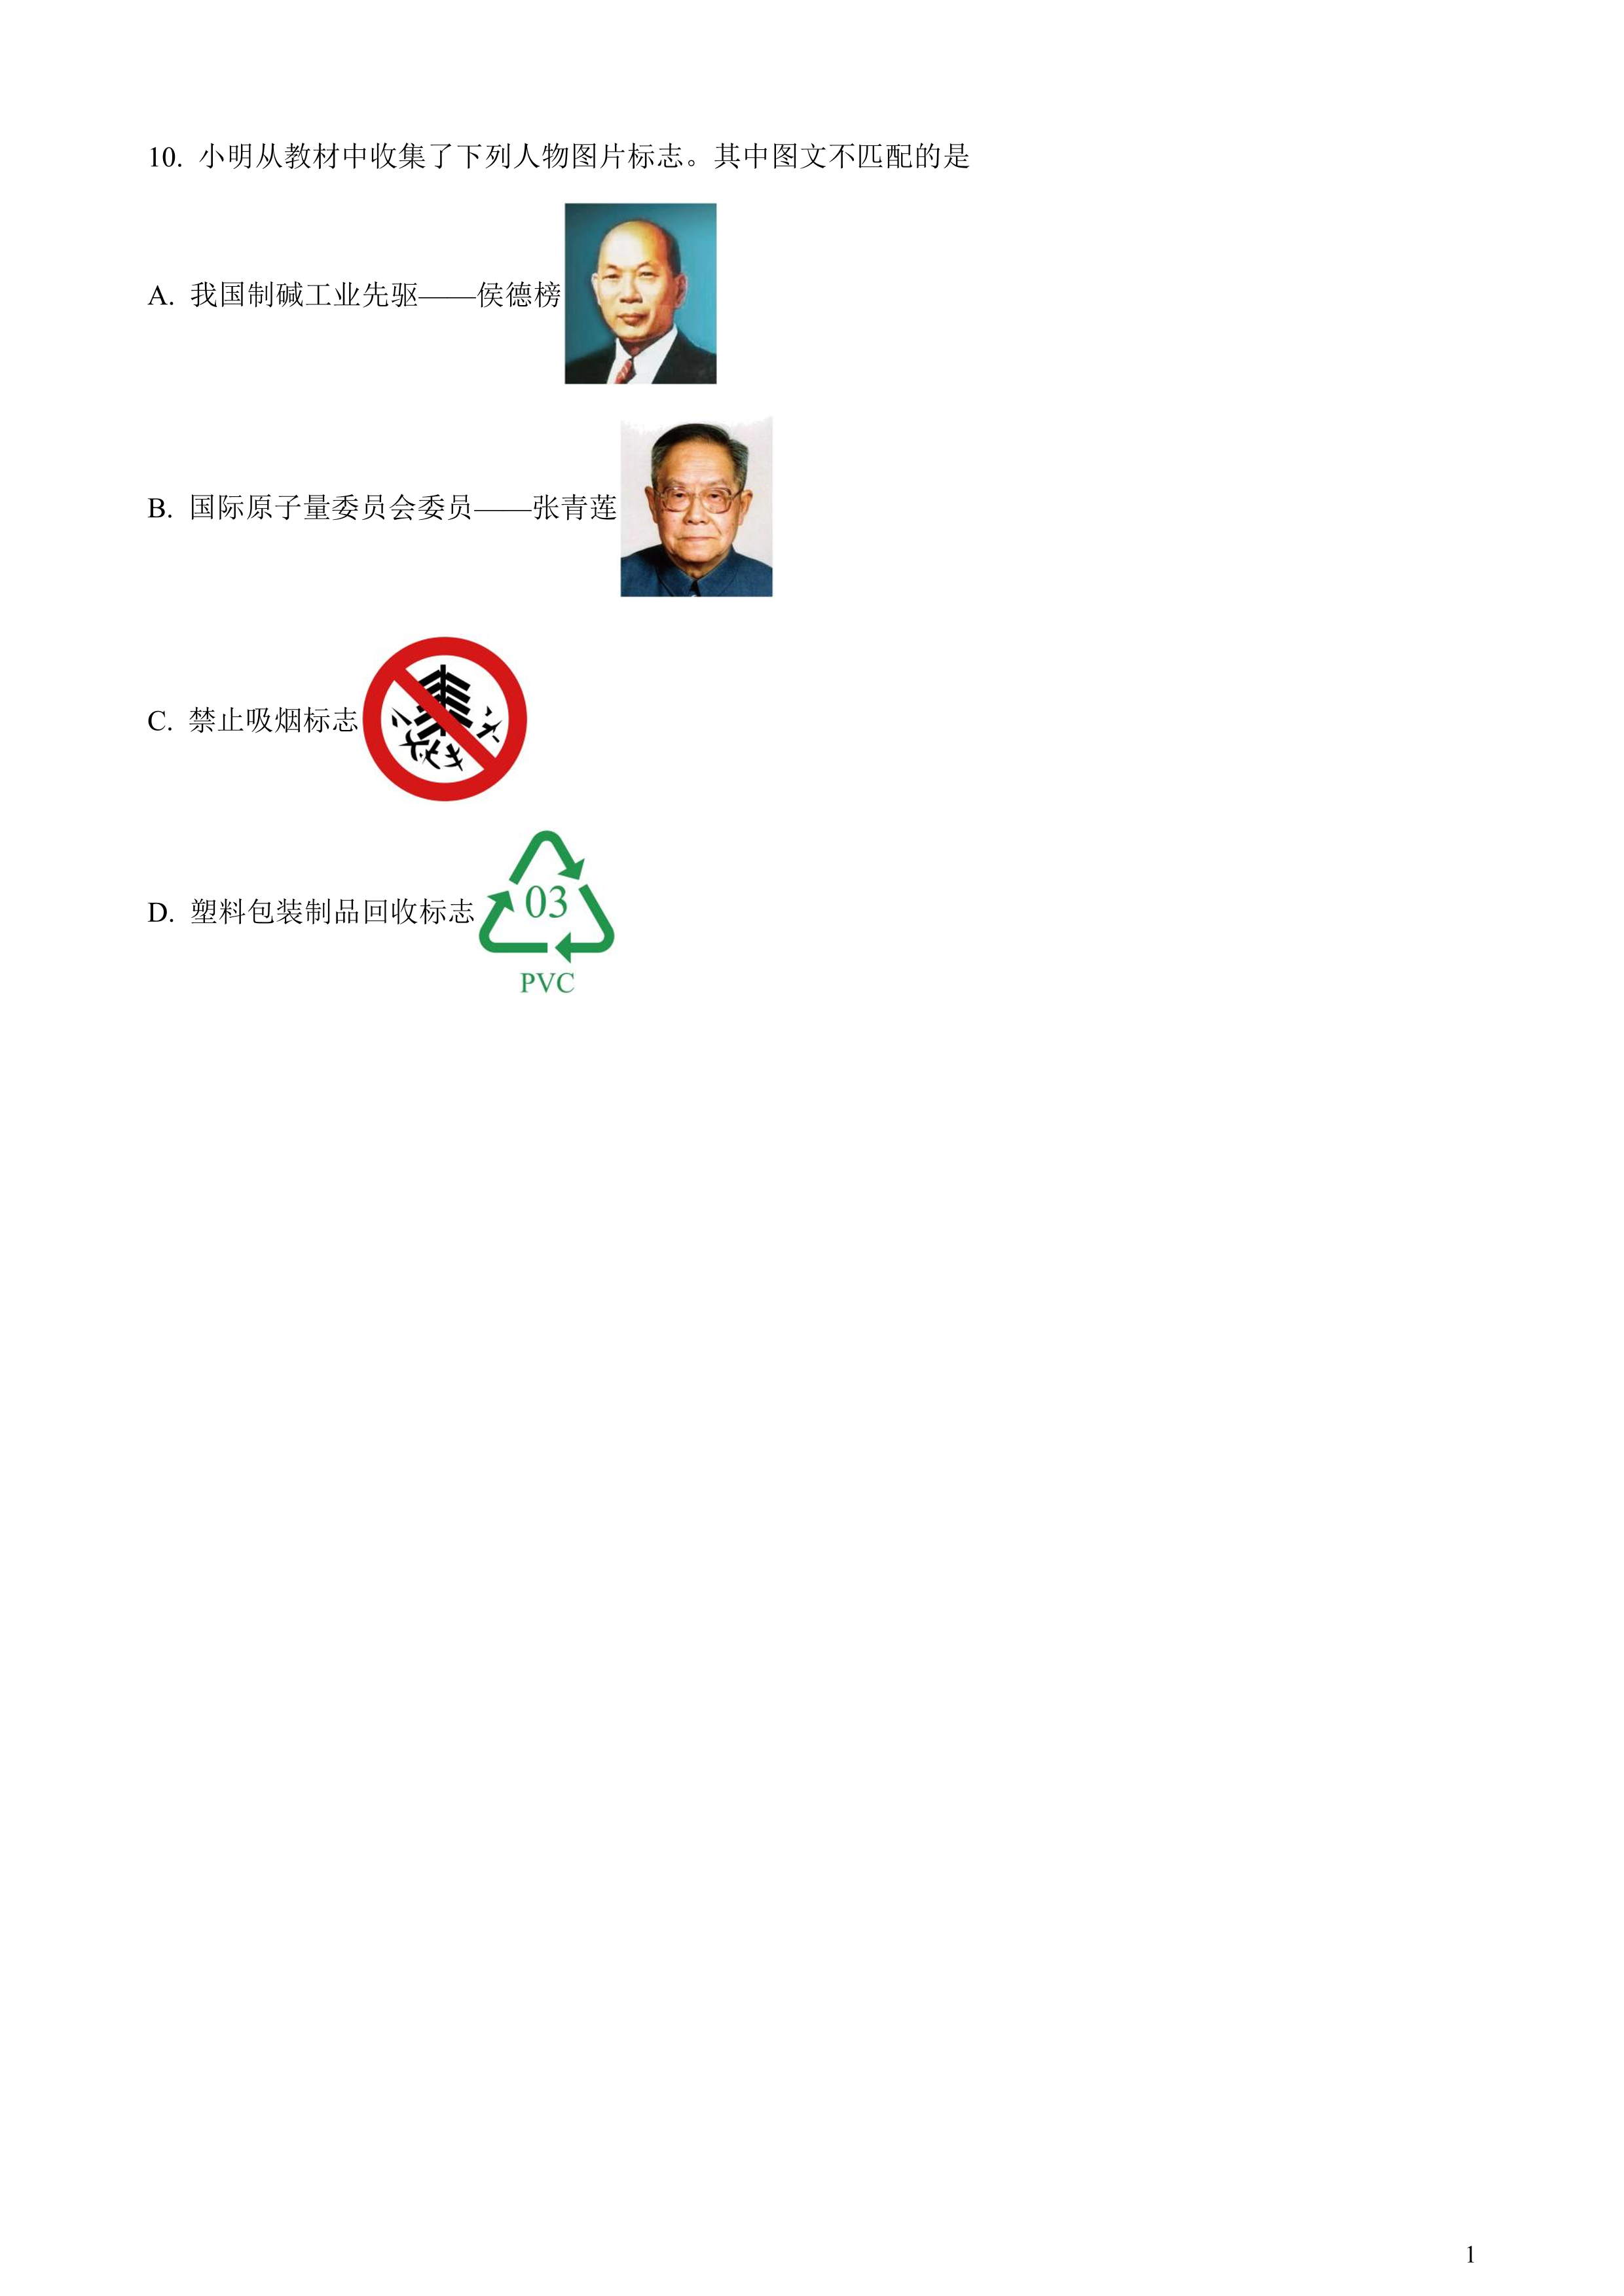 10. 小明从教材中收集了下列人物图片标志。其中图文不匹配的是
A. 我国制碱工业先驱——侯德榜
B. 国际原子量委员会委员——张青莲
C. 禁止吸烟标志
D. 塑料包装制品回收标志
03
PVC
1